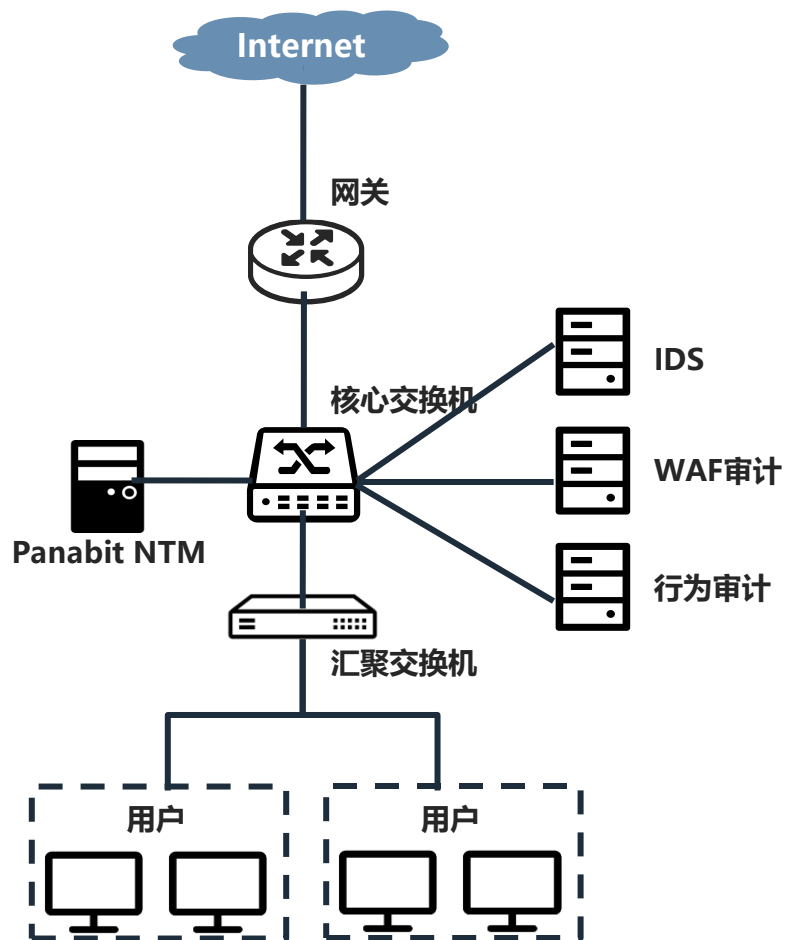 Internet
网关
核心交换机
IDS
WAF审计
Panabit NTM
行为审计
汇聚交换机
用户
用户